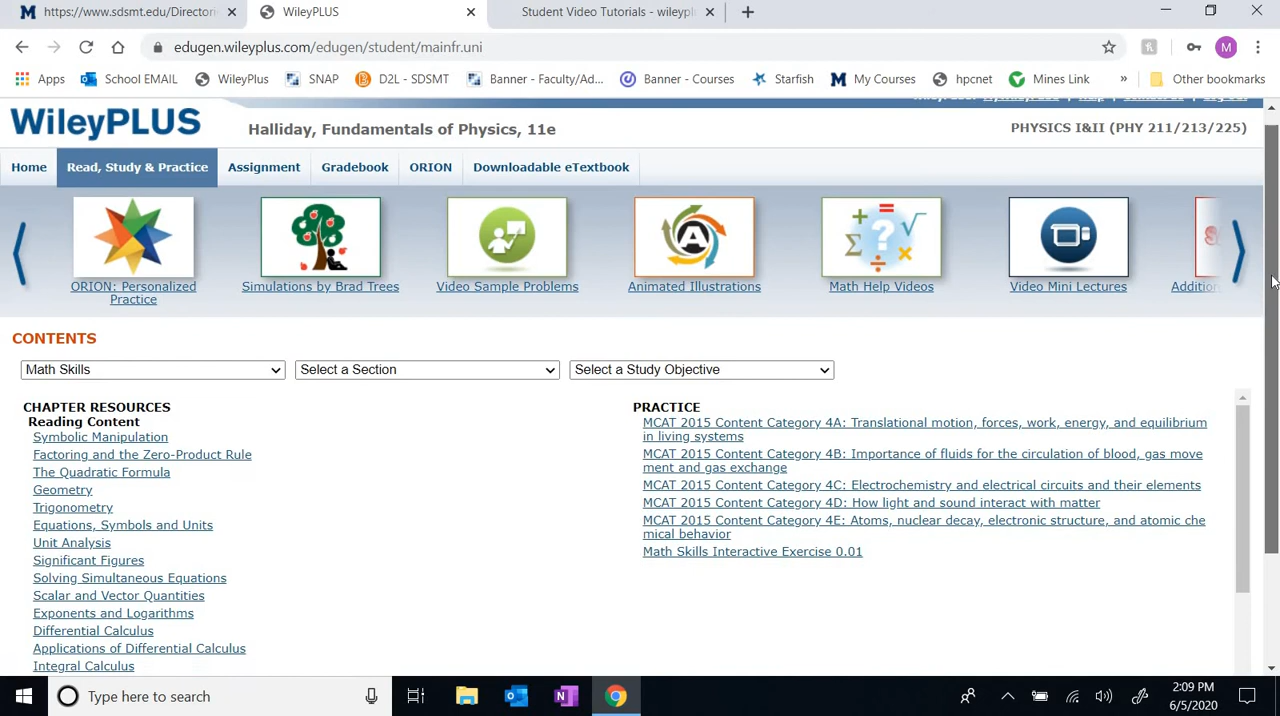 https://www.sdsmt.edu/Directori
WileyPLUS
Student Video Tutorials - wileypl
edugen.wileyplus.com/edugen/student/mainfr.uni
M
Apps
School EMAIL
WileyPlus
SNAP
D2L - SDSMT
Banner - Faculty/Ad...
Banner - Courses
Starfish
My Courses
hpcnet
Mines Link
»
Other bookmarks
WileyPLUS
Halliday, Fundamentals of Physics, 11e
PHYSICS I&II (PHY 211/213/225)
Home
Read, Study & Practice
Assignment
Gradebook
ORION
Downloadable eTextbook
ORION: Personalized
Practice
Simulations by Brad Trees
Video Sample Problems
Animated Illustrations
Math Help Videos
Video Mini Lectures
Addition
CONTENTS
Math Skills
Select a Section
Select a Study Objective
CHAPTER RESOURCES
Reading Content
Symbolic Manipulation
Factoring and the Zero-Product Rule
The Quadratic Formula
Geometry
Trigonometry
Equations, Symbols and Units
Unit Analysis
Significant Figures
Solving Simultaneous Equations
Scalar and Vector Quantities
Exponents and Logarithms
Differential Calculus
Applications of Differential Calculus
Integral Calculus
PRACTICE
MCAT 2015 Content Category 4A: Translational motion, forces, work, energy, and equilibrium
in living systems
MCAT 2015 Content Category 4B: Importance of fluids for the circulation of blood, gas move
ment and gas exchange
MCAT 2015 Content Category 4C: Electrochemistry and electrical circuits and their elements
MCAT 2015 Content Category 4D: How light and sound interact with matter
MCAT 2015 Content Category 4E: Atoms, nuclear decay, electronic structure, and atomic che
mical behavior
Math Skills Interactive Exercise 0.01
Type here to search
2:09 PM
6/5/2020